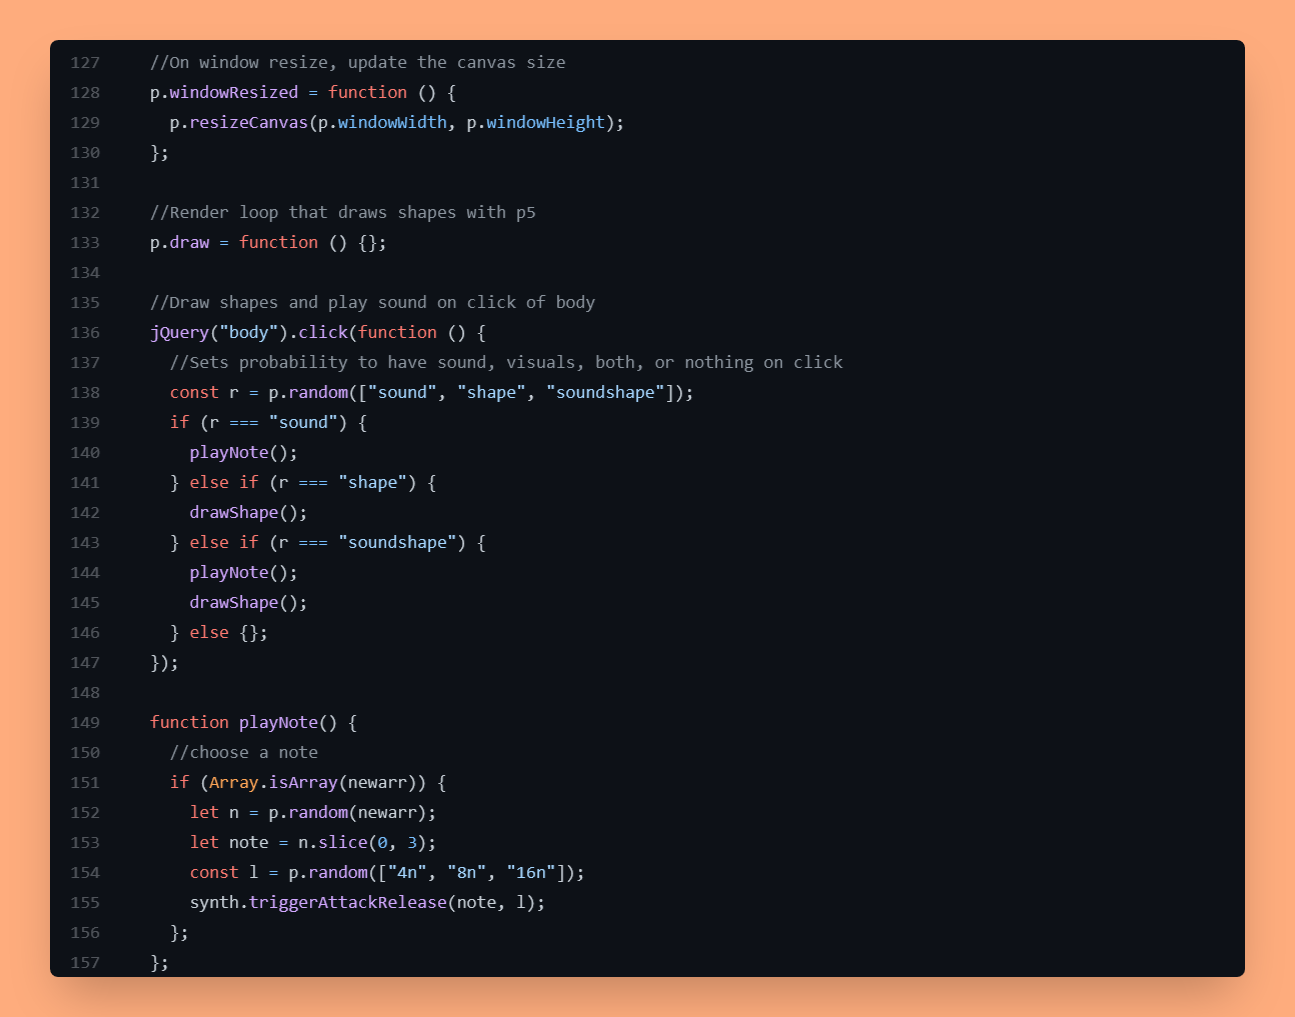 127 //On window resize, update the canvas size
128 p.windowResized = function () {
129 p.resizeCanvas(p.windowWidth, p.windowHeight);
130 };
131
132 //Render loop that draws shapes with p5
133 p.draw = function () {};
134
135 //Draw shapes and play sound on click of body
136 jQuery("body").click(function () {
137 //Sets probability to have sound, visuals, both, or nothing on click
138 const r = p.random(["sound", "shape", "soundshape"]);
139 if (r === "sound") {
140 playNote();
141 } else if (r === "shape") {
142 drawShape();
143 } else if (r === "soundshape") {
144 playNote();
145 drawShape();
146 } else {};
147 });
148
149 function playNote() {
150 //choose a note
151 if (Array.isArray(newarr)) {
152 let n = p.random(newarr);
153 let note = n.slice(0, 3);
154 const l = p.random(["4n", "8n", "16n"]);
155 synth.triggerAttackRelease(note, l);
156 };
157 };